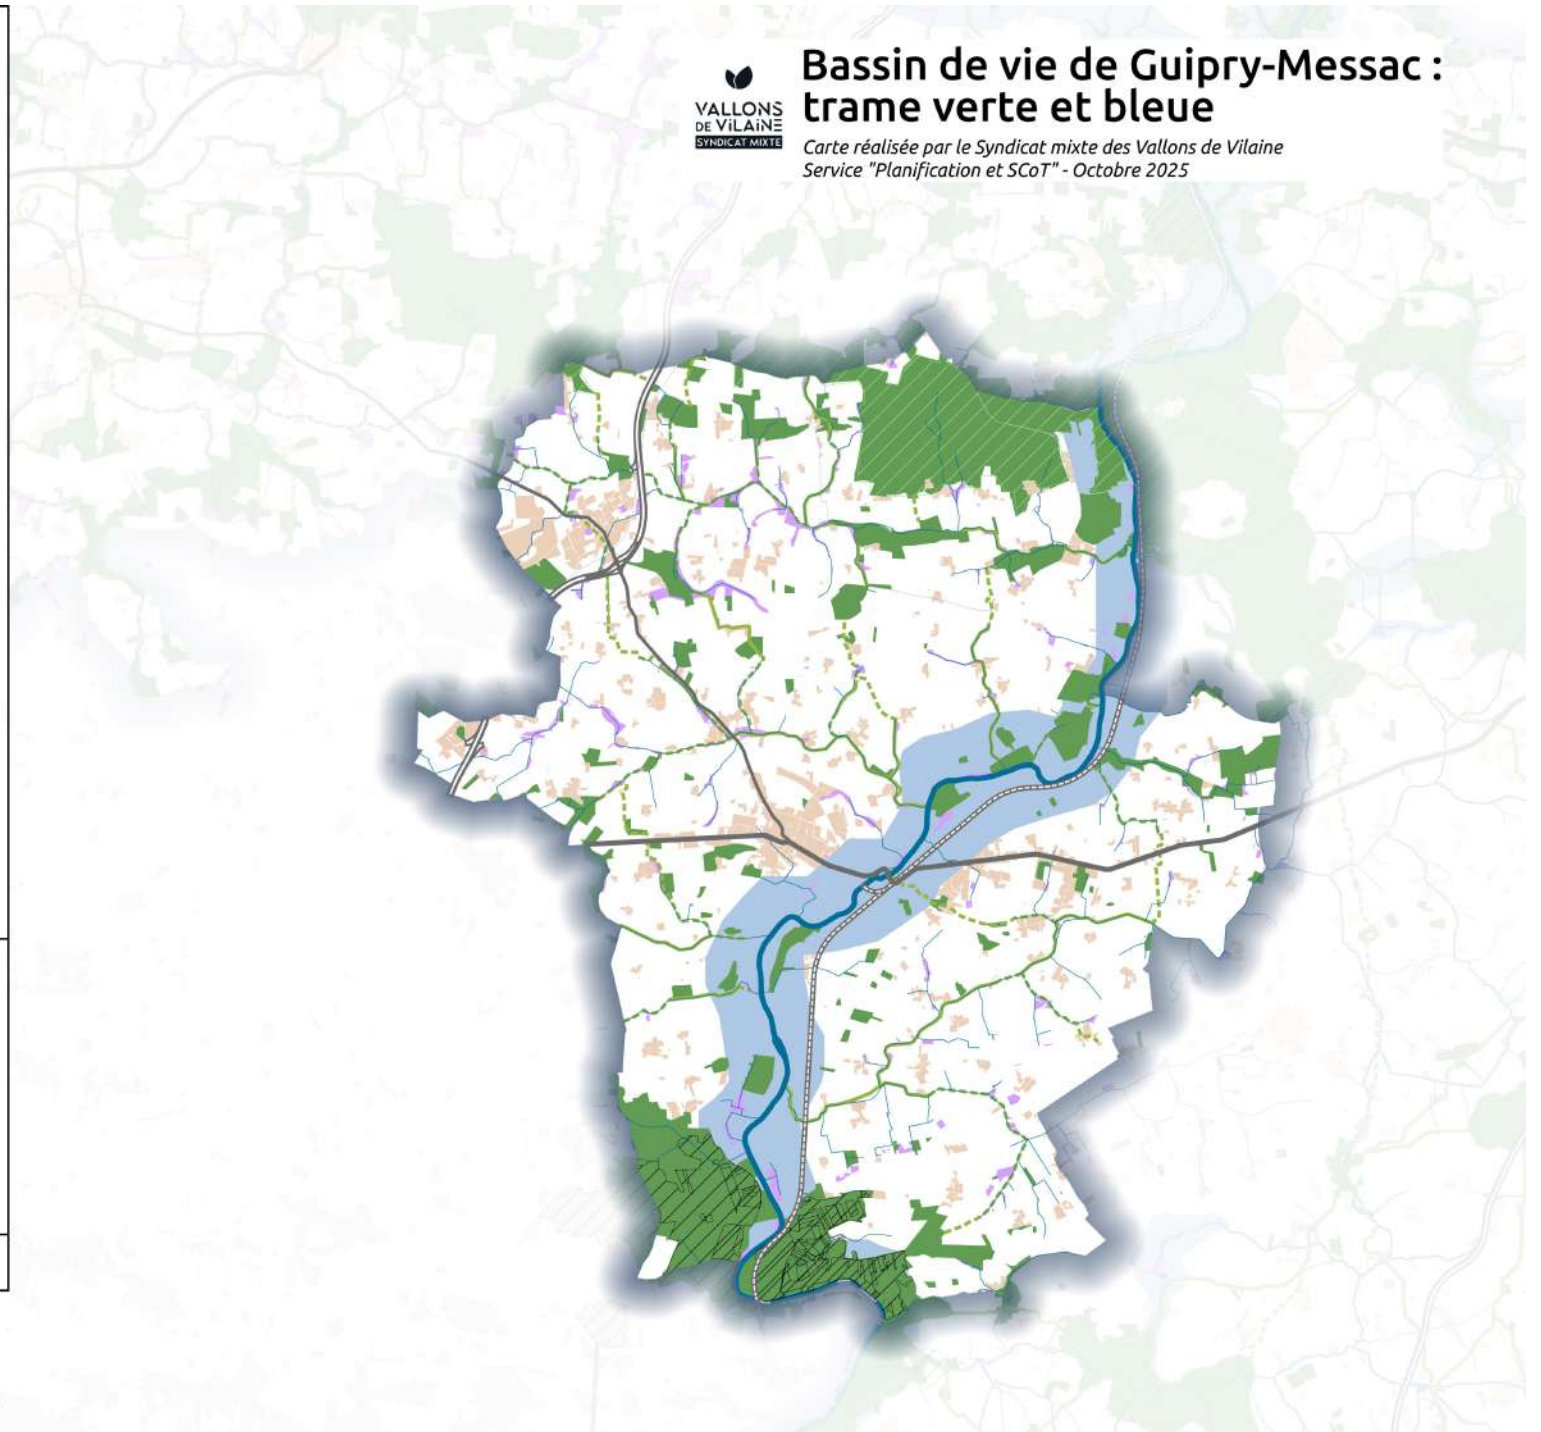 Bassin de vie de Guipry-Messac :
trame verte et bleue
VALLONS
DE ViLAiNE
SYNDICAT MIXTE
Carte réalisée par le Syndicat mixte des Vallons de Vilaine
Service "Planification et SCoT" - Octobre 2025